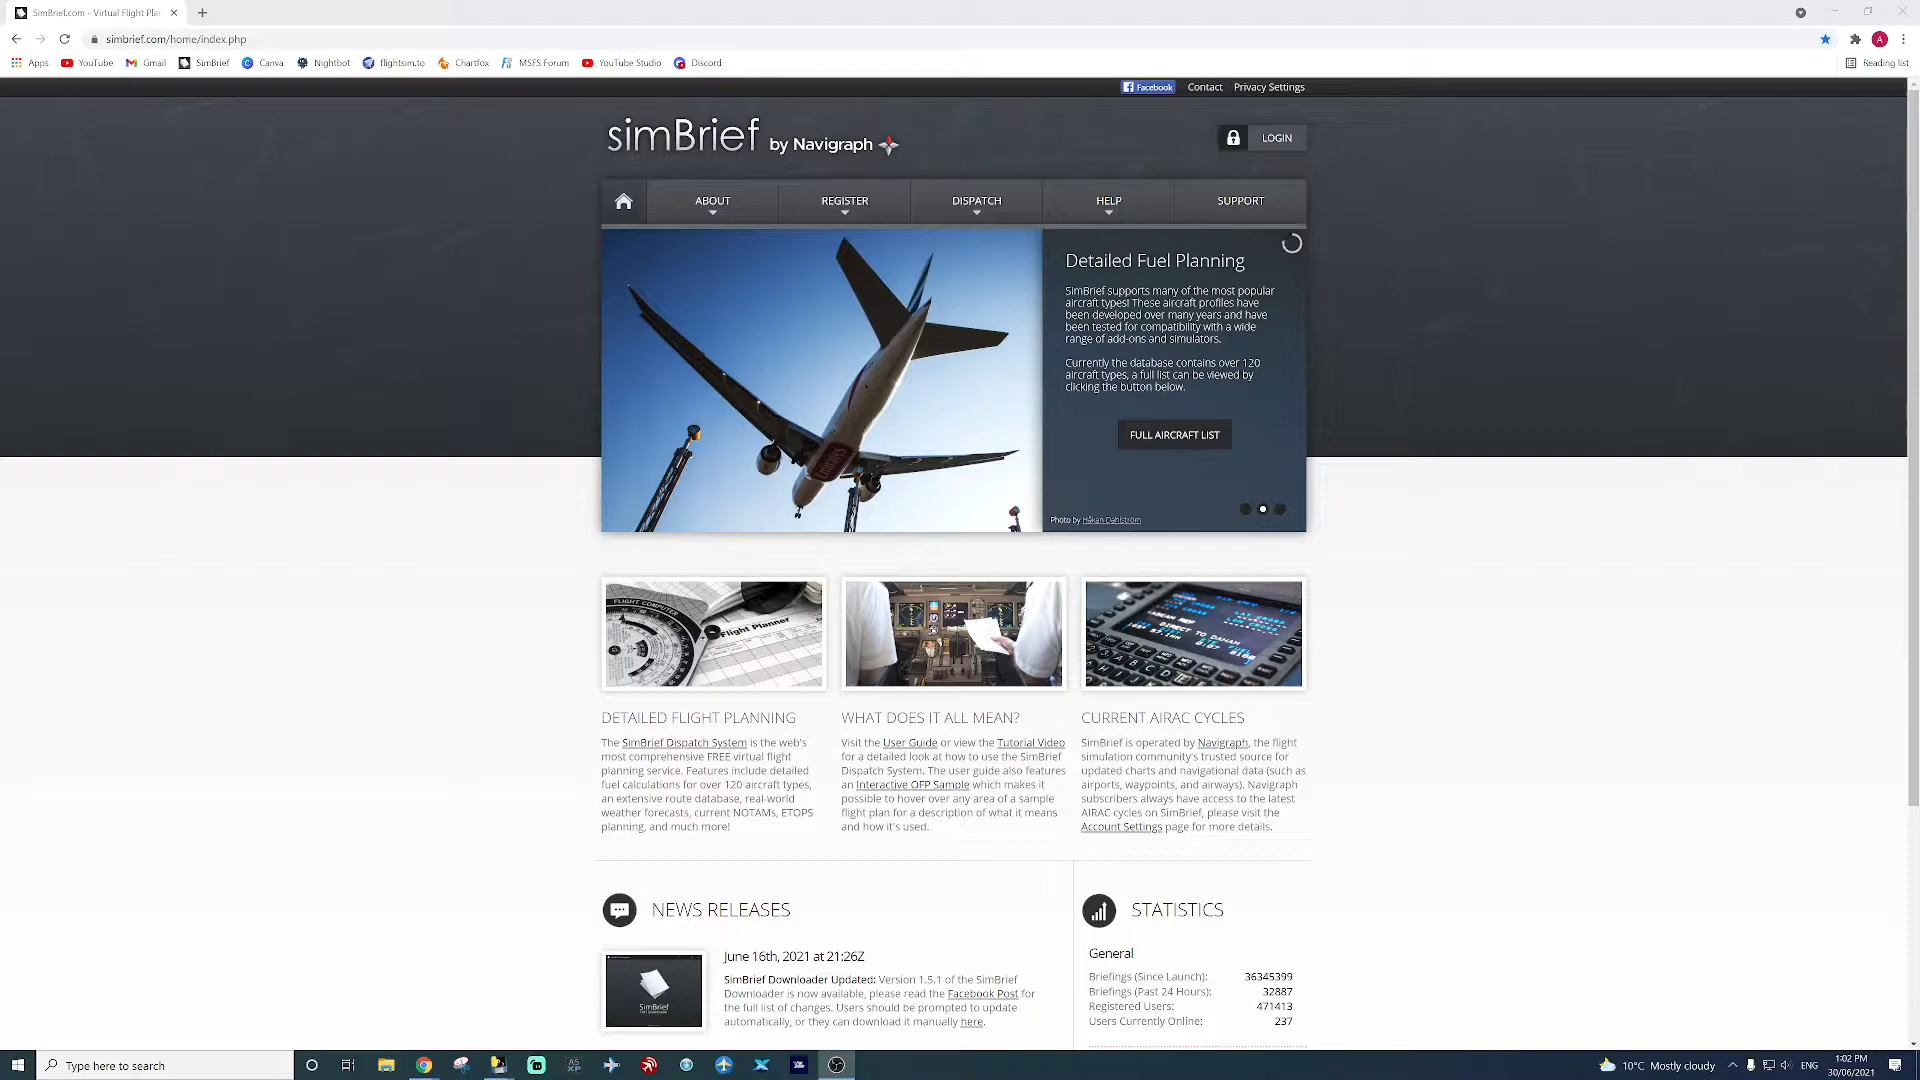 SimBrief.com - Virtual Flight Pla
simbrief.com/home/index.php
Apps YouTube Gmail SimBrief Canva Nightbot flightsim.to Chartfox MSFS Forum YouTube Studio Discord Reading list
Facebook Contact Privacy Settings
simBrief by Navigraph
LOGIN
ABOUT REGISTER DISPATCH HELP SUPPORT
Detailed Fuel Planning
SimBrief supports many of the most popular
aircraft types! These aircraft profiles have
been developed over many years and have
been tested for compatibility with a wide
range of add-ons and simulators.
Currently the database contains over 120
aircraft types, a full list can be viewed by
clicking the button below.
FULL AIRCRAFT LIST
Photo by Håkan Dahlström
Emirates
FLIGHT COMPUTER
Flight Planner
DIRECT TO DANAM
DETAILED FLIGHT PLANNING
The SimBrief Dispatch System is the web's
most comprehensive FREE virtual flight
planning service. Features include detailed
fuel calculations for over 120 aircraft types,
an extensive route database, real-world
weather forecasts, current NOTAMs, ETOPS
planning, and much more!
WHAT DOES IT ALL MEAN?
Visit the User Guide or view the Tutorial Video
for a detailed look at how to use the SimBrief
Dispatch System. The user guide also features
an Interactive OFP Sample which makes it
possible to hover over any area of a sample
flight plan for a description of what it means
and how it's used.
CURRENT AIRAC CYCLES
SimBrief is operated by Navigraph, the flight
simulation community's trusted source for
updated charts and navigational data (such as
airports, waypoints, and airways). Navigraph
subscribers always have access to the latest
AIRAC cycles on SimBrief, please visit the
Account Settings page for more details.
NEWS RELEASES
June 16th, 2021 at 21:26Z
SimBrief Downloader Updated: Version 1.5.1 of the SimBrief
Downloader is now available, please read the Facebook Post for
the full list of changes. Users should be prompted to update
automatically, or they can download it manually here.
SimBrief
STATISTICS
General
Briefings (Since Launch): 36345399
Briefings (Past 24 Hours): 32887
Registered Users: 471413
Users Currently Online: 237
Type here to search
10°C Mostly cloudy
ENG
1:02 PM
30/06/2021